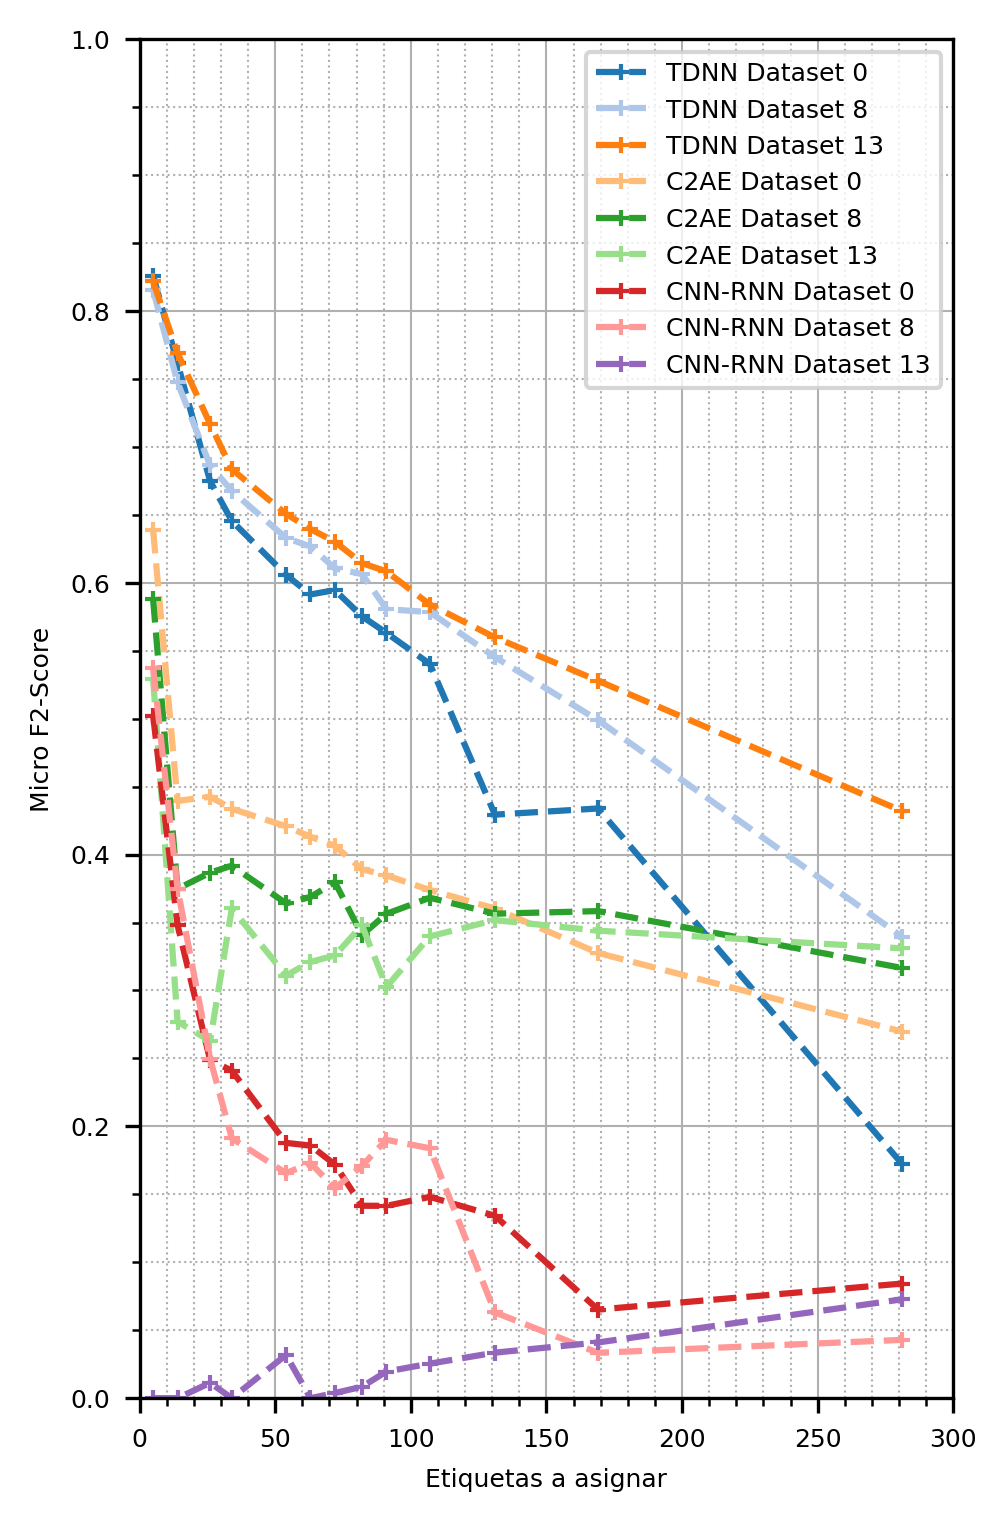 1.0
0.8
0.6
0.4
0.2
0.0
Micro F2-Score
TDNN Dataset 0
TDNN Dataset 8
TDNN Dataset 13
C2AE Dataset 0
C2AE Dataset 8
C2AE Dataset 13
CNN-RNN Dataset 0
CNN-RNN Dataset 8
CNN-RNN Dataset 13
0 50 100 150 200 250 300
Etiquetas a asignar